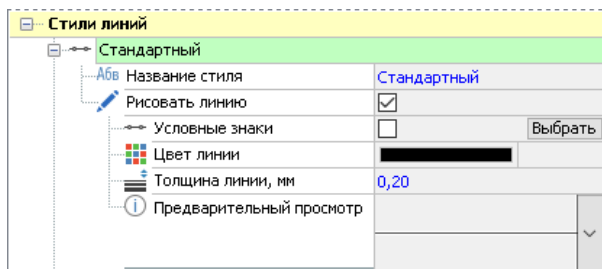 Стили линий
Стандартный
Абв Название стиля Стандартный
Рисовать линию
Условные знаки Выбрать
Цвет линии
Толщина линии, мм 0,20
Предварительный просмотр